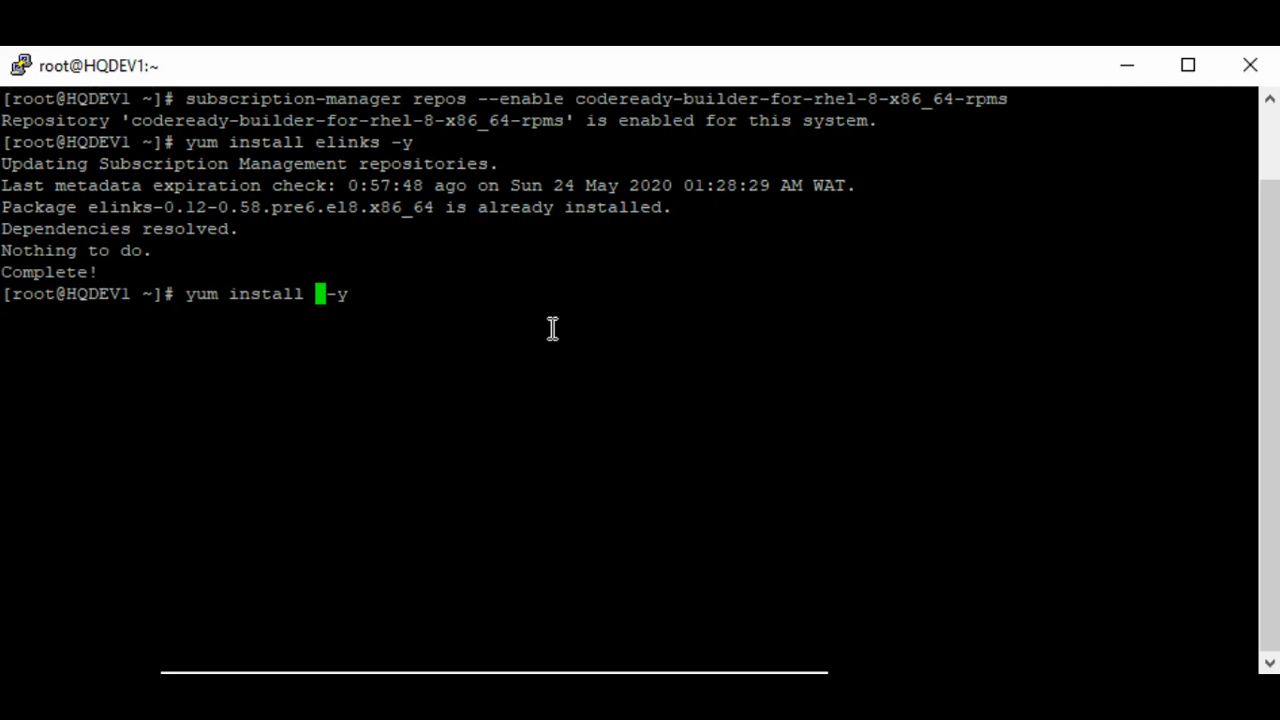 root@HQDEV1:~
[root@HQDEV1 ~]# subscription-manager repos --enable codeready-builder-for-rhel-8-x86_64-rpms
Repository 'codeready-builder-for-rhel-8-x86_64-rpms' is enabled for this system.
[root@HQDEV1 ~]# yum install elinks -y
Updating Subscription Management repositories.
Last metadata expiration check: 0:57:48 ago on Sun 24 May 2020 01:28:29 AM WAT.
Package elinks-0.12-0.58.pre6.el8.x86_64 is already installed.
Dependencies resolved.
Nothing to do.
Complete!
[root@HQDEV1 ~]# yum install -y